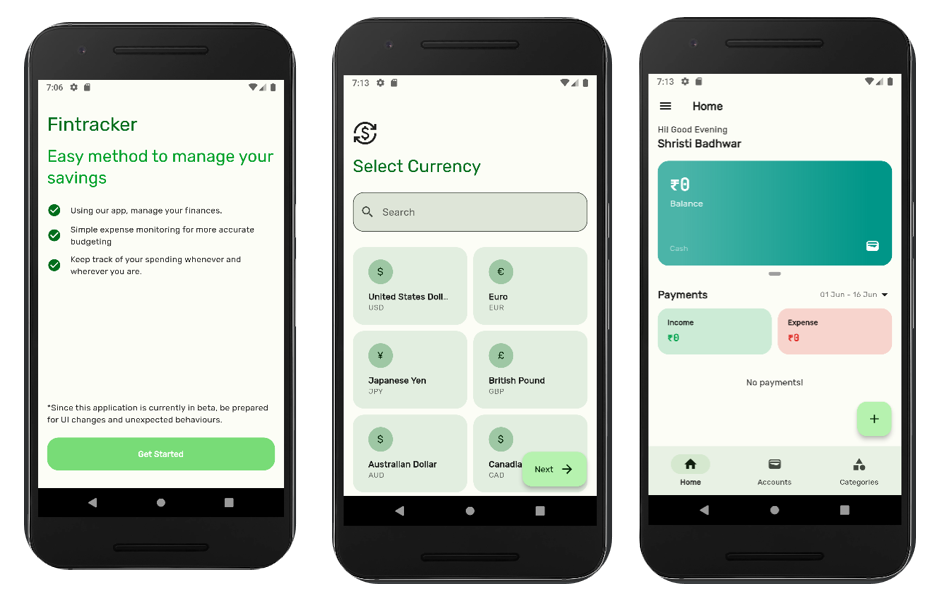 7:06
Fintracker
Easy method to manage your
savings
Using our app, manage your finances.
Simple expense monitoring for more accurate
budgeting
Keep track of your spending whenever and
wherever you are.
*Since this application is currently in beta, be prepared
for UI changes and unexpected behaviours.
Get Started
7:13
$
Select Currency
Search
$
United States Doll...
USD
€
Euro
EUR
¥
Japanese Yen
JPY
£
British Pound
GBP
$
Australian Dollar
AUD
$
Canadia
CAD
Next
7:13
Home
Hi! Good Evening
Shristi Badhwar
₹0
Balance
Cash
Payments
01 Jun - 16 Jun
Income
₹0
Expense
₹0
No payments!
+
Home
Accounts
Categories